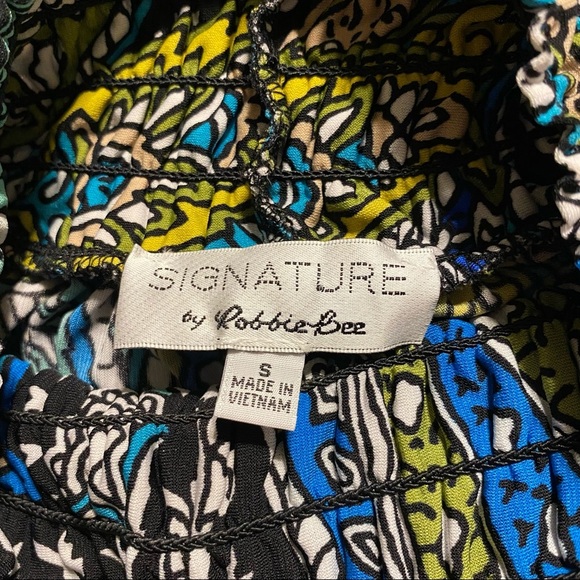 SIGNATURE
by Robbie Bee
S
MADE IN
VIETNAM